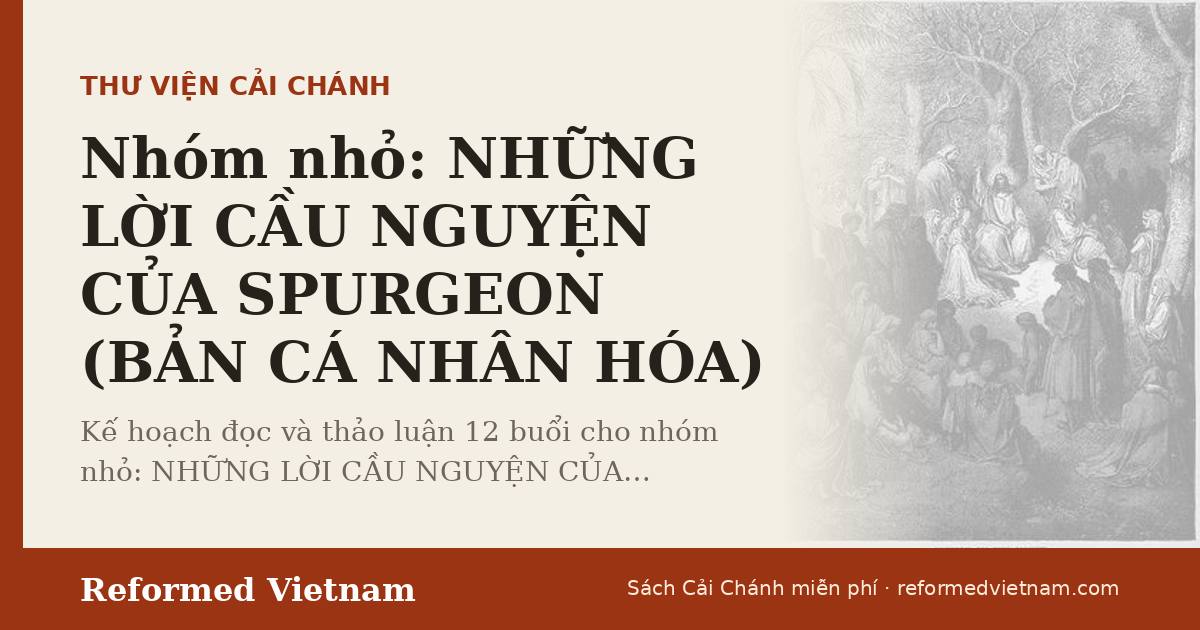 THƯ VIỆN CẢI CHÁNH
Nhóm nhỏ: NHỮNG
LỜI CẦU NGUYỆN
CỦA SPURGEON
(BẢN CÁ NHÂN HÓA)
Kế hoạch đọc và thảo luận 12 buổi cho nhóm
nhỏ: NHỮNG LỜI CẦU NGUYỆN CỦA...
Reformed Vietnam
Sách Cải Chánh miễn phí · reformedvietnam.com